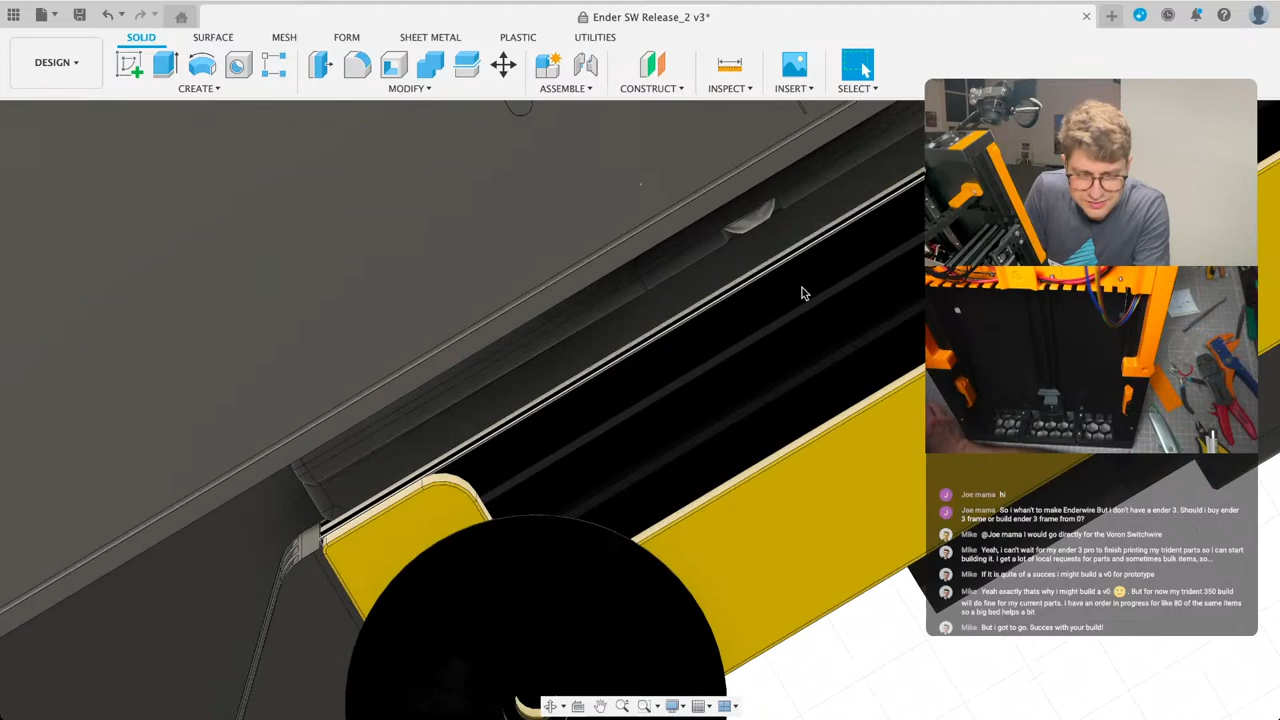 Ender SW Release_2 v3*
SOLID
SURFACE
MESH
FORM
SHEET METAL
PLASTIC
UTILITIES
DESIGN
CREATE
MODIFY
ASSEMBLE
CONSTRUCT
INSPECT
INSERT
SELECT
J Joe mama hi
J Joe mama So i whan't to make Enderwire But i don't have a ender 3. Should i buy ender
3 frame or build ender 3 frame from 0?
Mike @Joe mama I would go directly for the Voron Switchwire
Mike Yeah, i can't wait for my ender 3 pro to finish printing my trident parts so i can start
building it. I get a lot of local requests for parts and sometimes bulk items, so...
Mike If it is quite of a succes i might build a v0 for prototype
Mike Yeah exactly thats why i might build a v0 🙂 . But for now my trident 350 build
will do fine for my current parts. I have an order in progress for like 80 of the same items
so a big bed helps a bit
Mike But i got to go. Succes with your build!